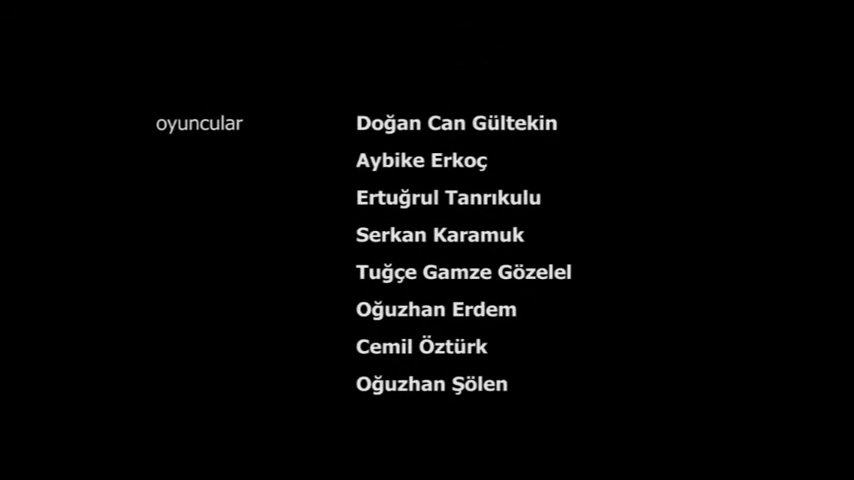 oyuncular Doğan Can Gültekin
Aybike Erkoç
Ertuğrul Tanrıkulu
Serkan Karamuk
Tuğçe Gamze Gözelel
Oğuzhan Erdem
Cemil Öztürk
Oğuzhan Şölen